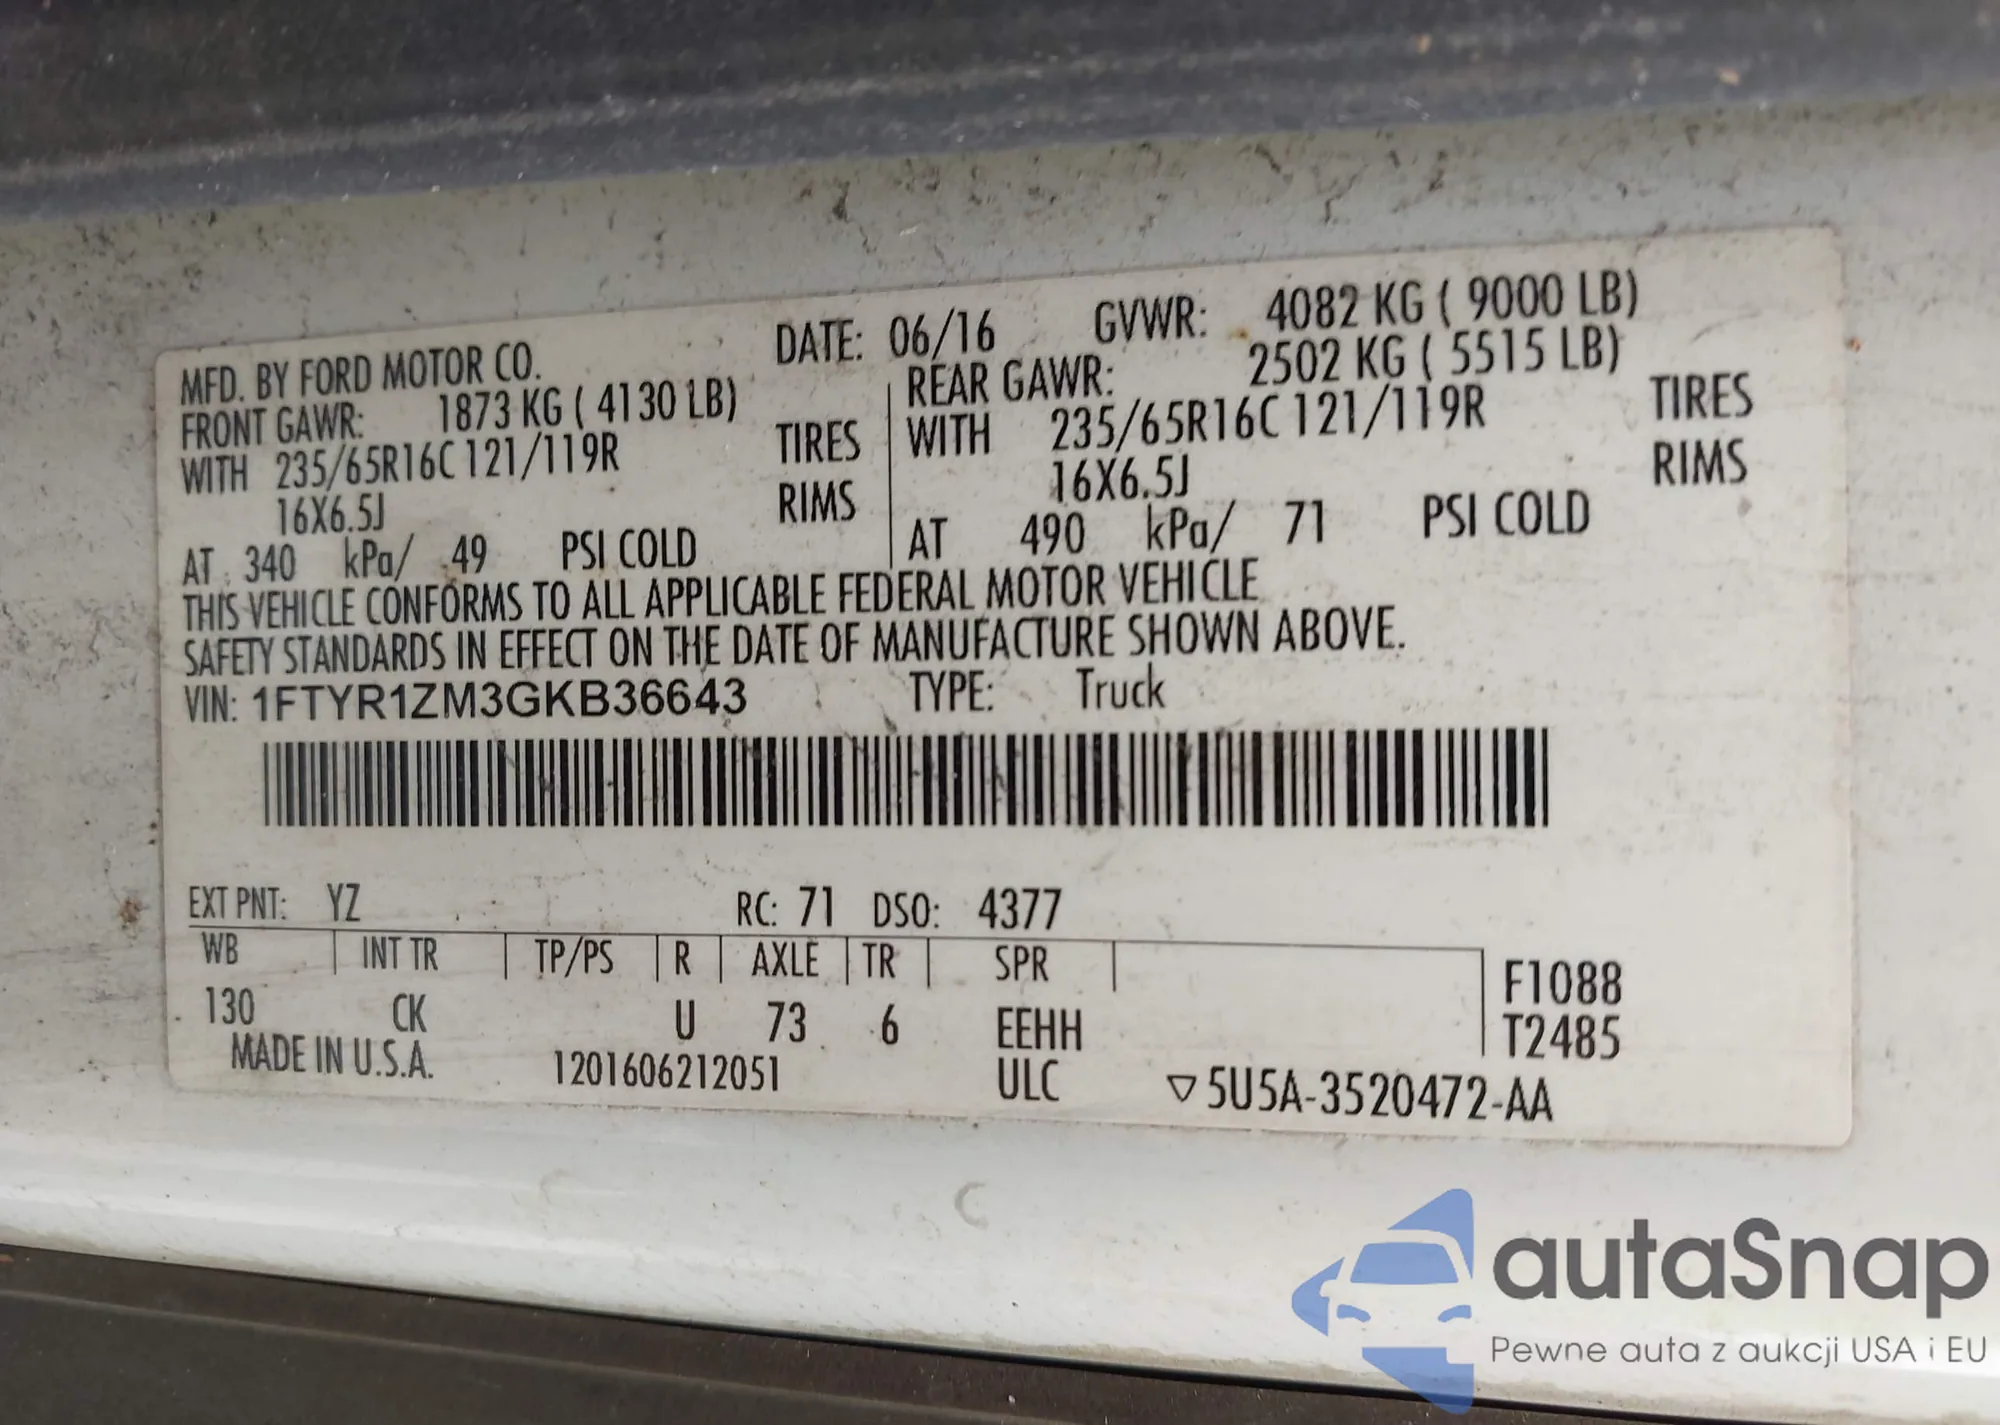 MFD. BY FORD MOTOR CO. DATE: 06/16 GVWR: 4082 KG ( 9000 LB)
FRONT GAWR: 1873 KG ( 4130 LB) REAR GAWR: 2502 KG ( 5515 LB)
WITH 235/65R16C 121/119R TIRES WITH 235/65R16C 121/119R TIRES
16X6.5J RIMS 16X6.5J RIMS
AT 340 kPa/ 49 PSI COLD AT 490 kPa/ 71 PSI COLD
THIS VEHICLE CONFORMS TO ALL APPLICABLE FEDERAL MOTOR VEHICLE
SAFETY STANDARDS IN EFFECT ON THE DATE OF MANUFACTURE SHOWN ABOVE.
VIN: 1FTYR1ZM3GKB36643 TYPE: Truck
EXT PNT: YZ RC: 71 DSO: 4377
WB INT TR TP/PS R AXLE TR SPR F1088
130 CK U 73 6 EEHH T2485
MADE IN U.S.A. 1201606212051 ULC ▽5U5A-3520472-AA
autaSnap
Pewne auta z aukcji USA i EU